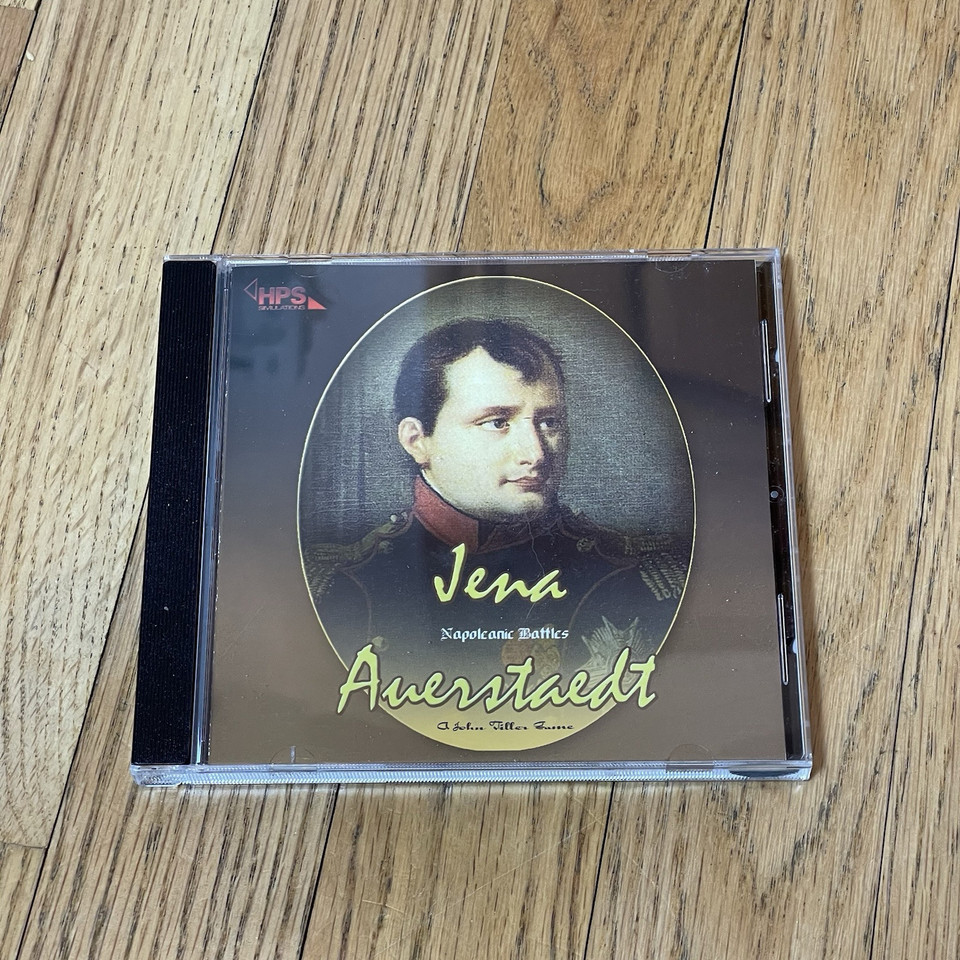 HPS
SIMULATIONS
Jena
Napoleonic Battles
Auerstaedt
A John Tiller Game